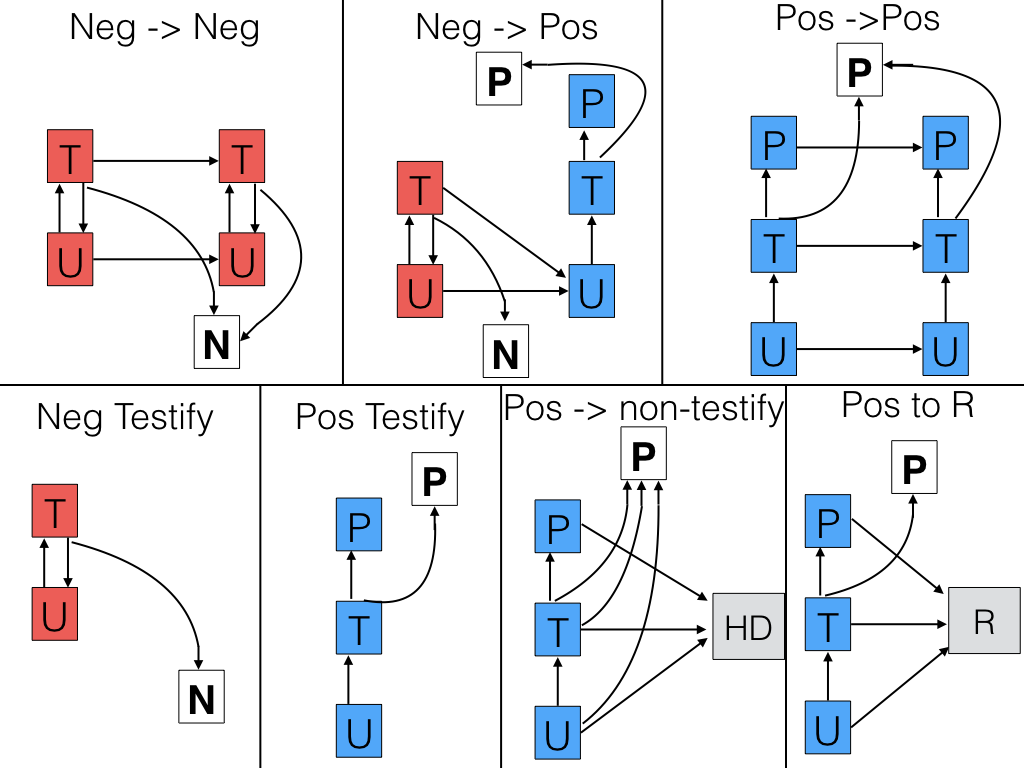 Neg -> Neg
T T
U U
N
Neg -> Pos
P
P
T T
U U
N
Pos ->Pos
P
P P
T T
U U
Neg Testify
T
U
N
Pos Testify
P
P
T
U
Pos -> non-testify
P
P
T HD
U
Pos to R
P
P
T R
U